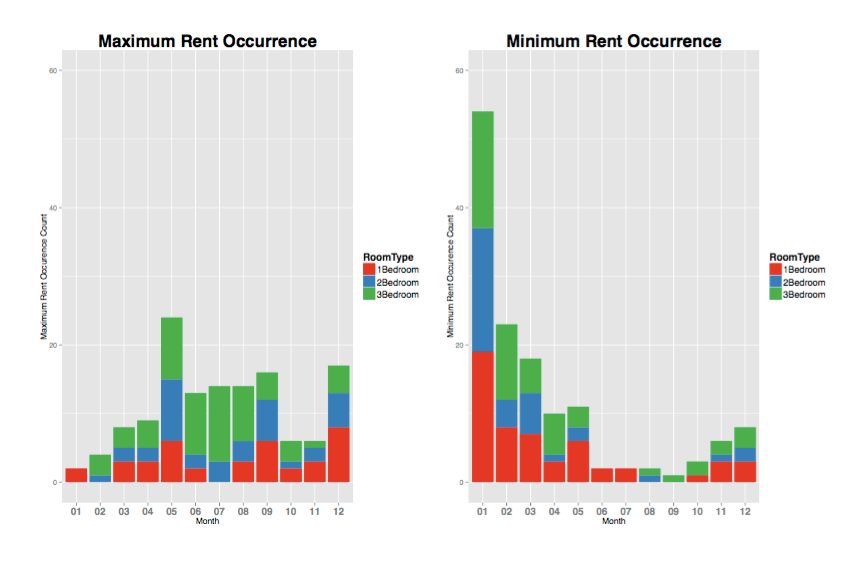 Maximum Rent Occurrence
60
40
20
0
Maximum Rent Occurence Count
01 02 03 04 05 06 07 08 09 10 11 12
Month
RoomType
1Bedroom
2Bedroom
3Bedroom
Minimum Rent Occurrence
60
40
20
0
Minimum Rent Occurence Count
01 02 03 04 05 06 07 08 09 10 11 12
Month
RoomType
1Bedroom
2Bedroom
3Bedroom